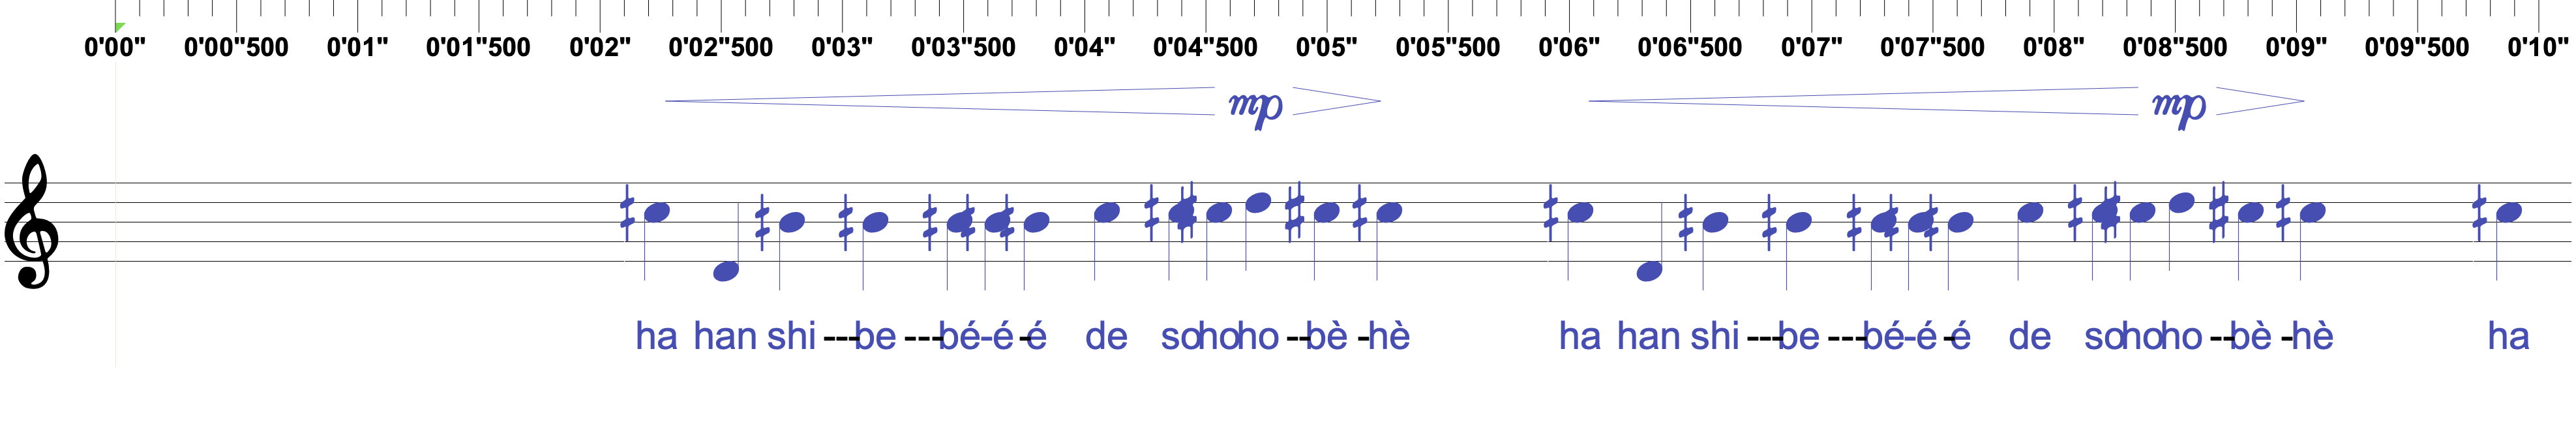 0'00" 0'00"500 0'01" 0'01"500 0'02" 0'02"500 0'03" 0'03"500 0'04" 0'04"500 0'05" 0'05"500 0'06" 0'06"500 0'07" 0'07"500 0'08" 0'08"500 0'09" 0'09"500 0'10"
mp mp
ha han shi ---be ---bé-é-é de sohoho --bè -hè ha han shi ---be ---bé-é-é de sohoho --bè -hè ha